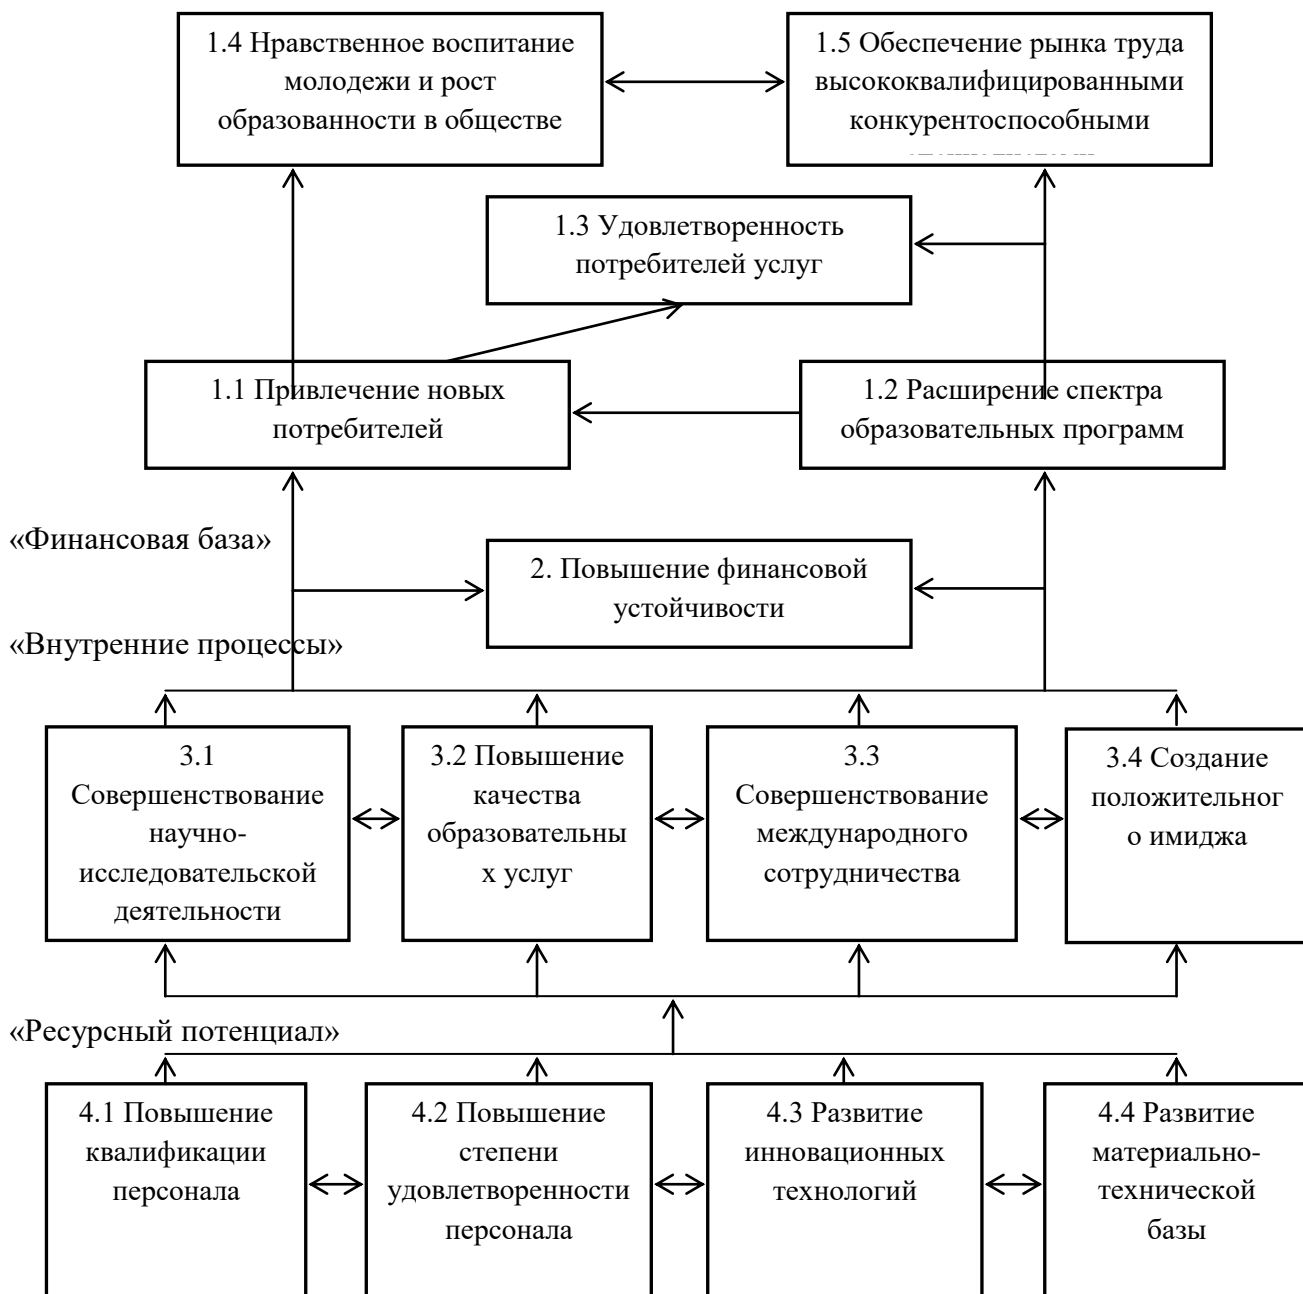 1.4 Нравственное воспитание
молодежи и рост
образованности в обществе
1.5 Обеспечение рынка труда
высококвалифицированными
конкурентоспособными
1.3 Удовлетворенность
потребителей услуг
1.1 Привлечение новых
потребителей
1.2 Расширение спектра
образовательных программ
«Финансовая база»
2. Повышение финансовой
устойчивости
«Внутренние процессы»
3.1
Совершенствование
научно-
исследовательской
деятельности
3.2 Повышение
качества
образовательны
х услуг
3.3
Совершенствование
международного
сотрудничества
3.4 Создание
положительног
о имиджа
«Ресурсный потенциал»
4.1 Повышение
квалификации
персонала
4.2 Повышение
степени
удовлетворенности
персонала
4.3 Развитие
инновационных
технологий
4.4 Развитие
материально-
технической
базы